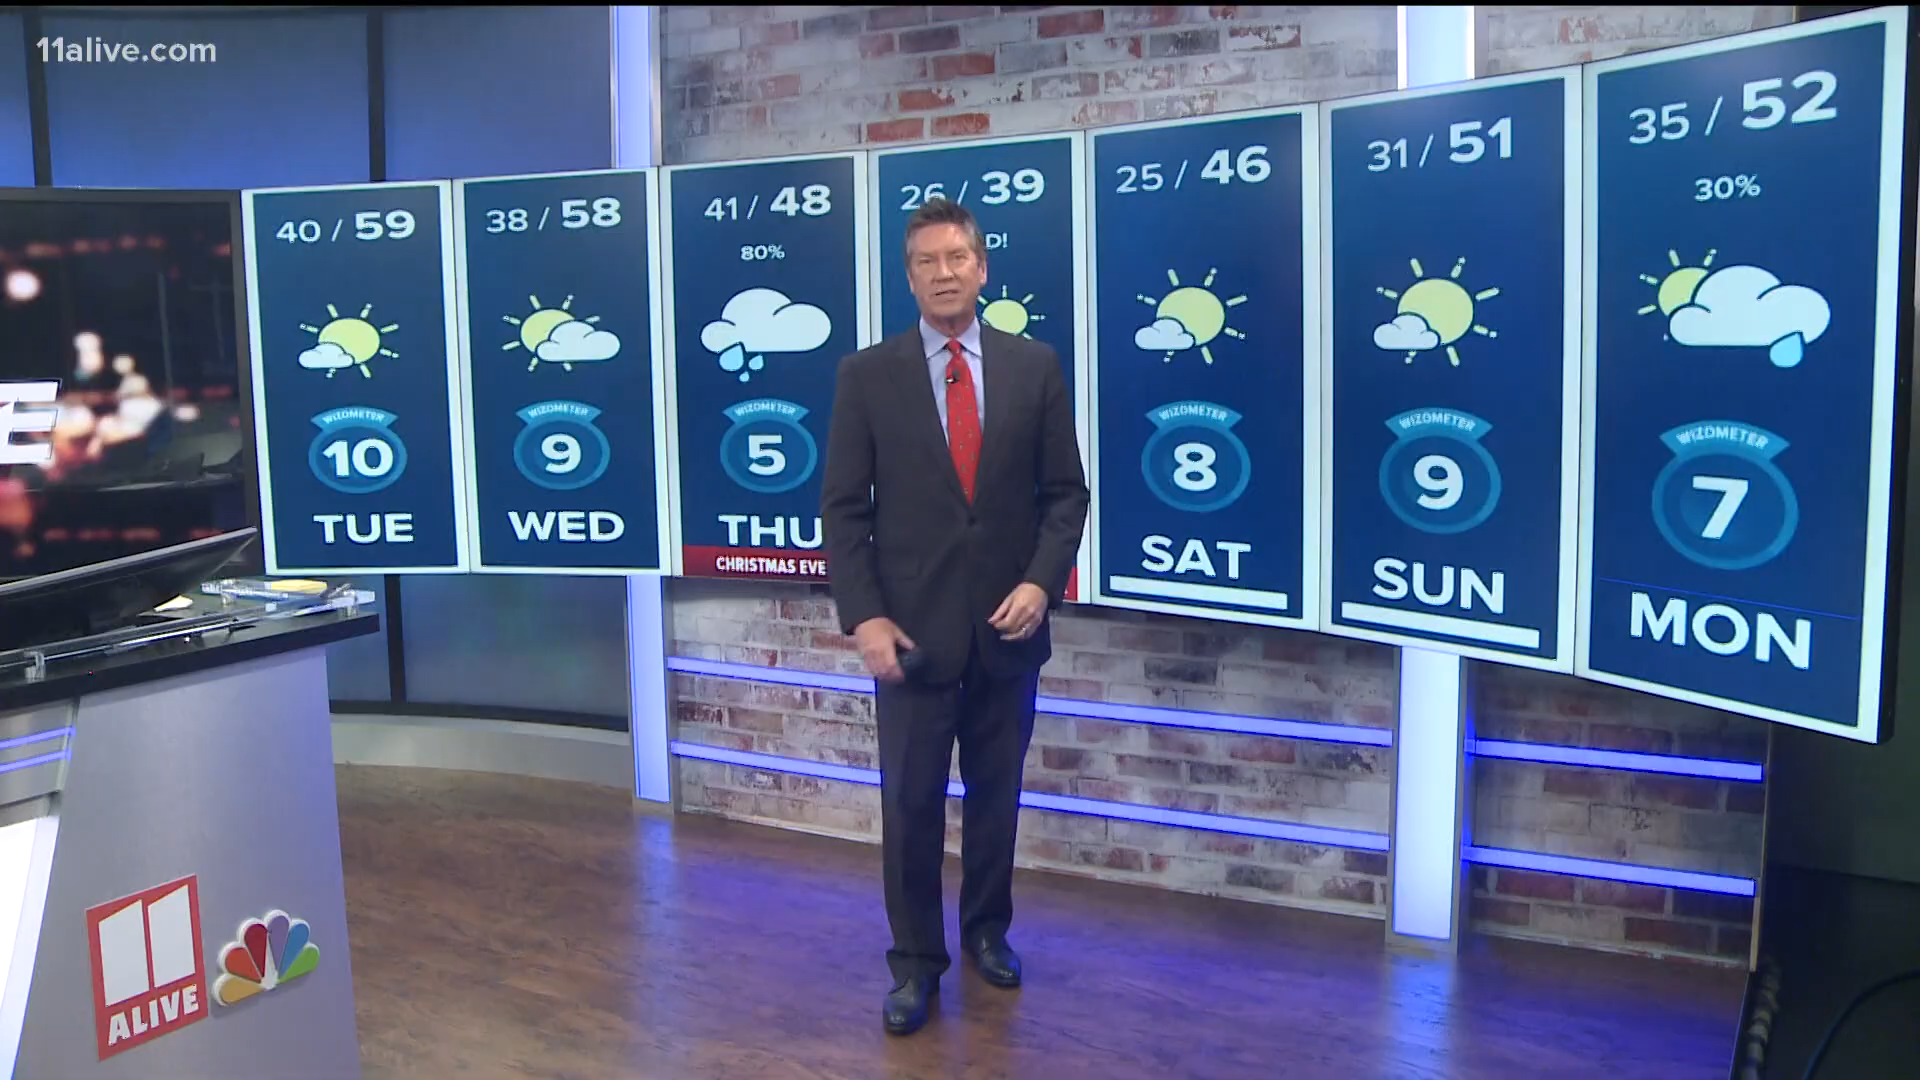 11alive.com
40 / 59
WIZOMETER
10
TUE
38 / 58
WIZOMETER
9
WED
41 / 48
80%
WIZOMETER
5
THU
CHRISTMAS EVE
26 / 39
D!
25 / 46
WIZOMETER
8
SAT
31 / 51
WIZOMETER
9
SUN
35 / 52
30%
WIZOMETER
7
MON
E
11
ALIVE